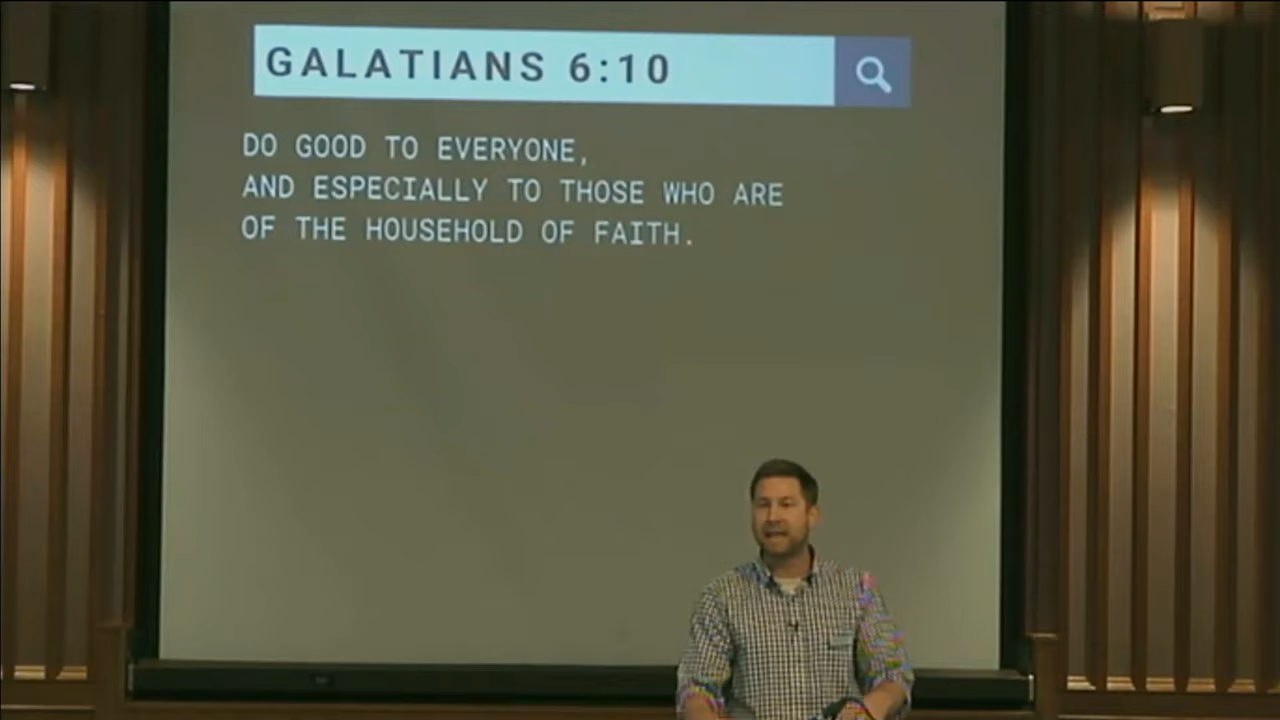 GALATIANS 6:10
DO GOOD TO EVERYONE,
AND ESPECIALLY TO THOSE WHO ARE
OF THE HOUSEHOLD OF FAITH.